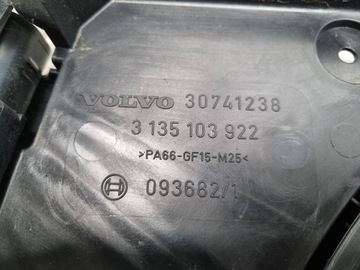 VOLVO 30741238
3 135 103 922
>PA66-GF15-M25<
093682/1